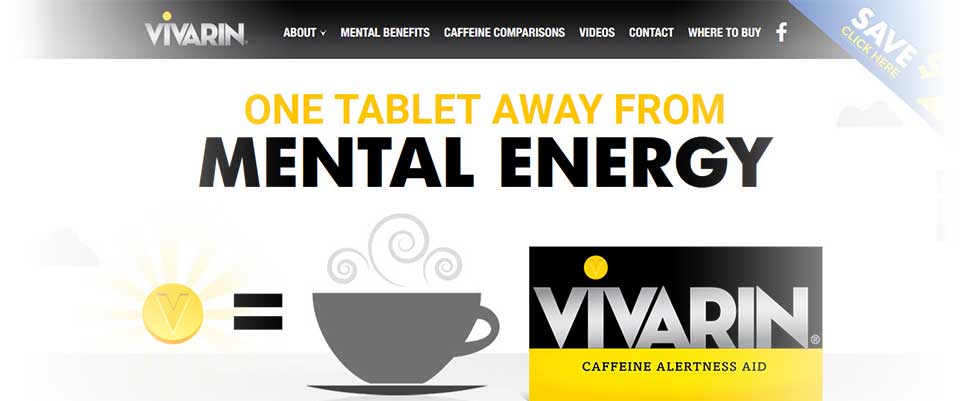 VIVARIN® ABOUT MENTAL BENEFITS CAFFEINE COMPARISONS VIDEOS CONTACT WHERE TO BUY f
SAVE
CLICK HERE
ONE TABLET AWAY FROM
MENTAL ENERGY
V =
VIVARIN®
CAFFEINE ALERTNESS AID